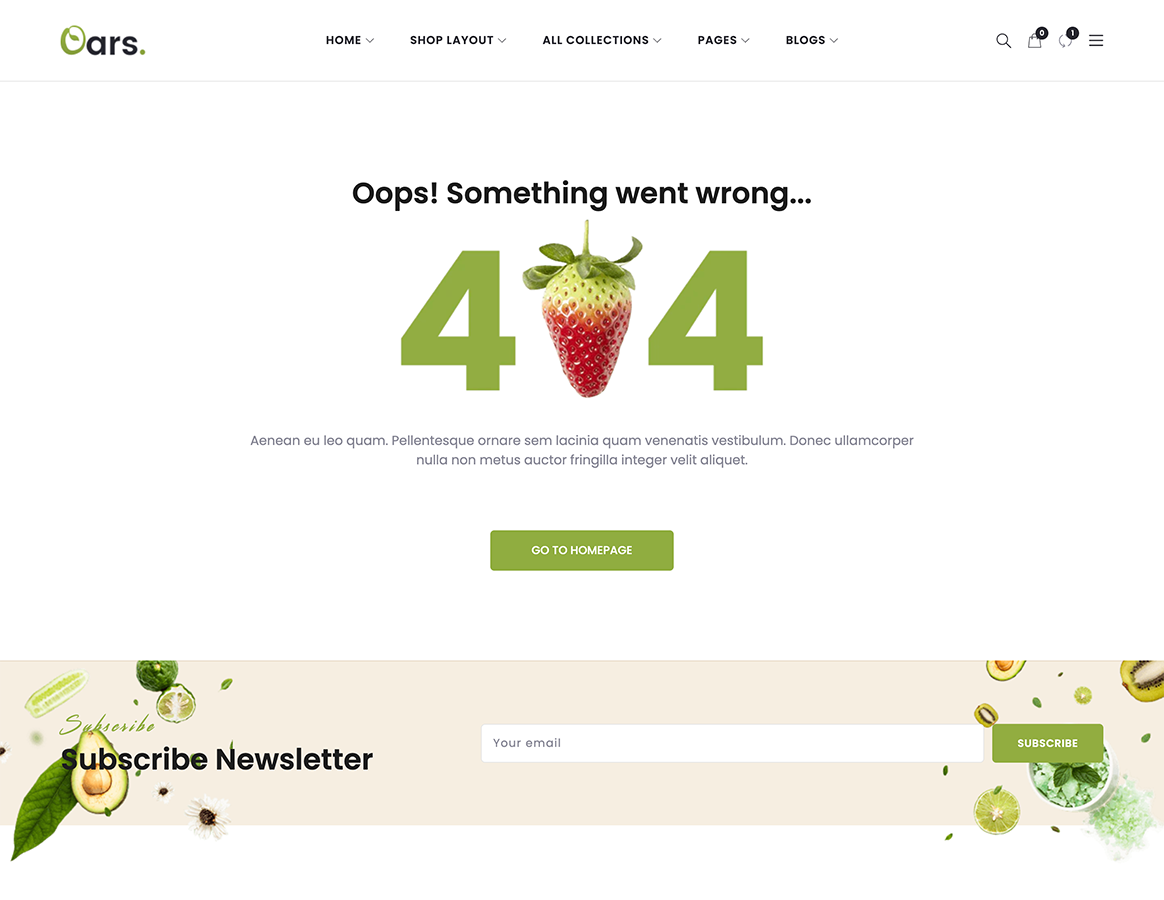 Oars.
HOME
SHOP LAYOUT
ALL COLLECTIONS
PAGES
BLOGS
0
1
Oops! Something went wrong...
4 4
Aenean eu leo quam. Pellentesque ornare sem lacinia quam venenatis vestibulum. Donec ullamcorper
nulla non metus auctor fringilla integer velit aliquet.
GO TO HOMEPAGE
Subscribe
Subscribe Newsletter
Your email
SUBSCRIBE